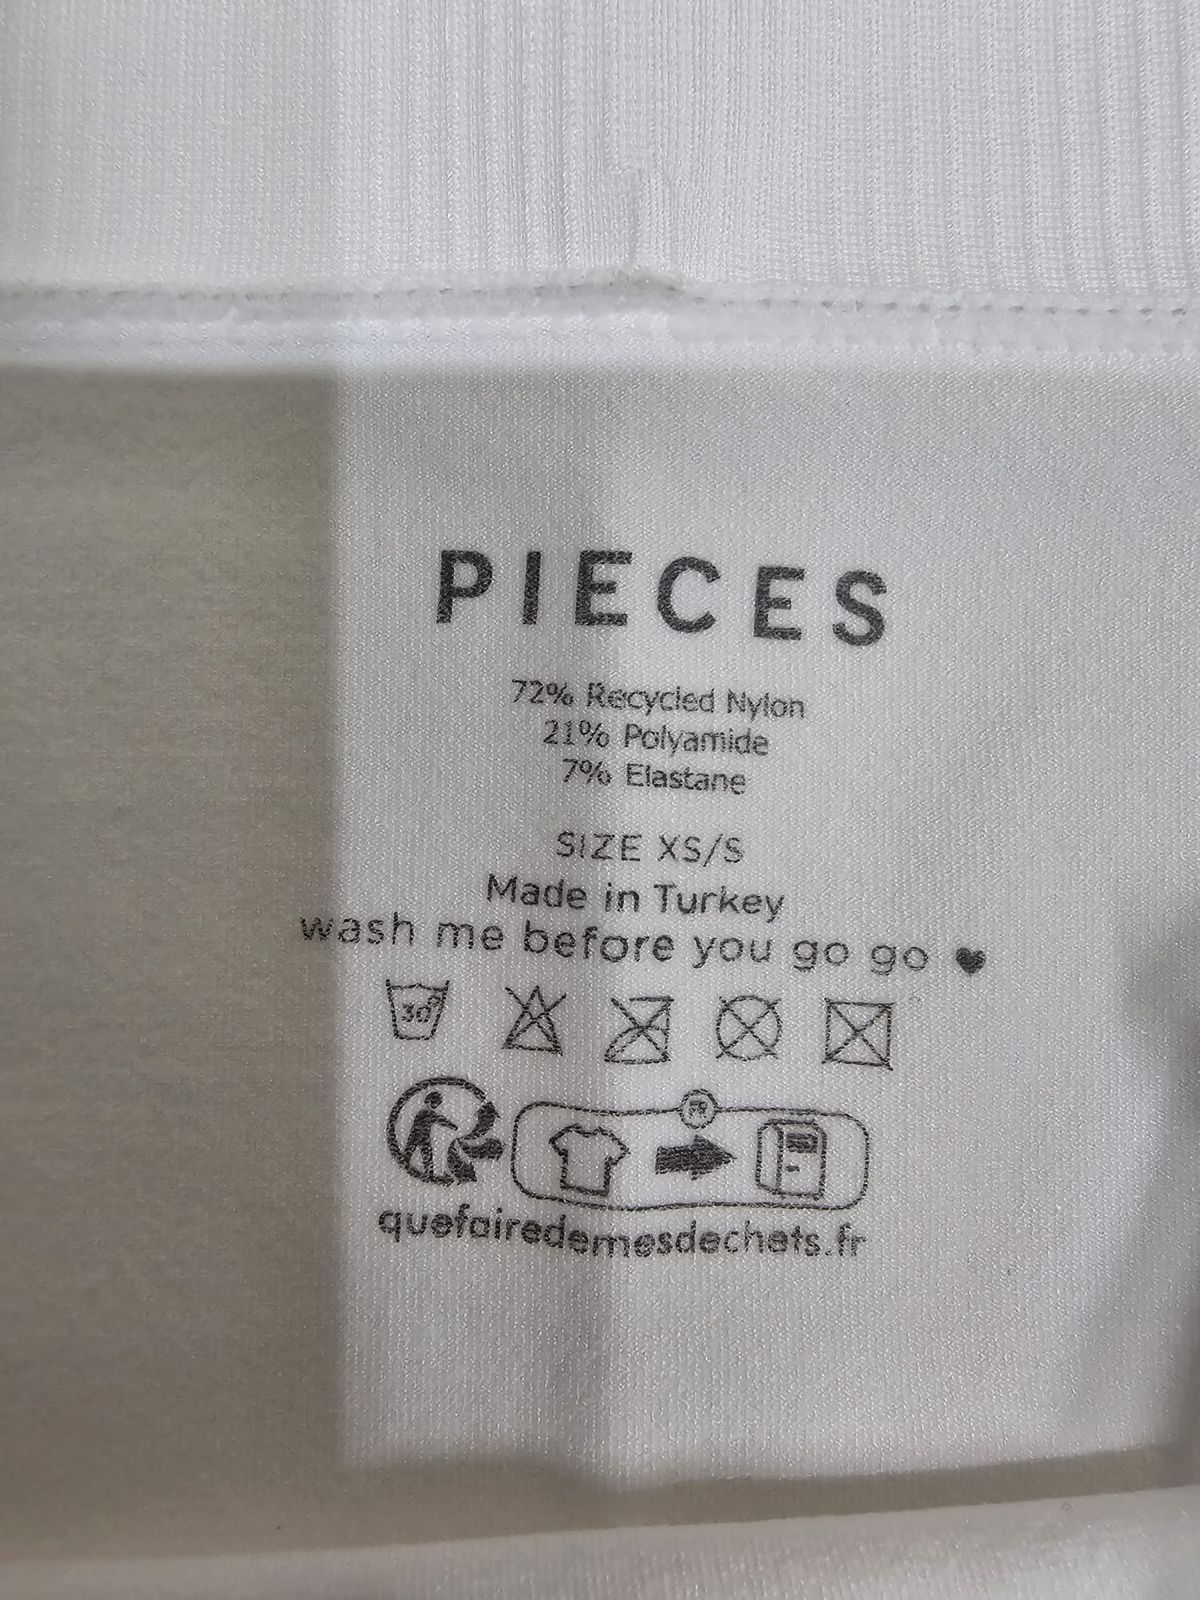 PIECES
72% Recycled Nylon
21% Polyamide
7% Elastane
SIZE XS/S
Made in Turkey
wash me before you go go ♥
30°
FR
quefairedemesdechets.fr